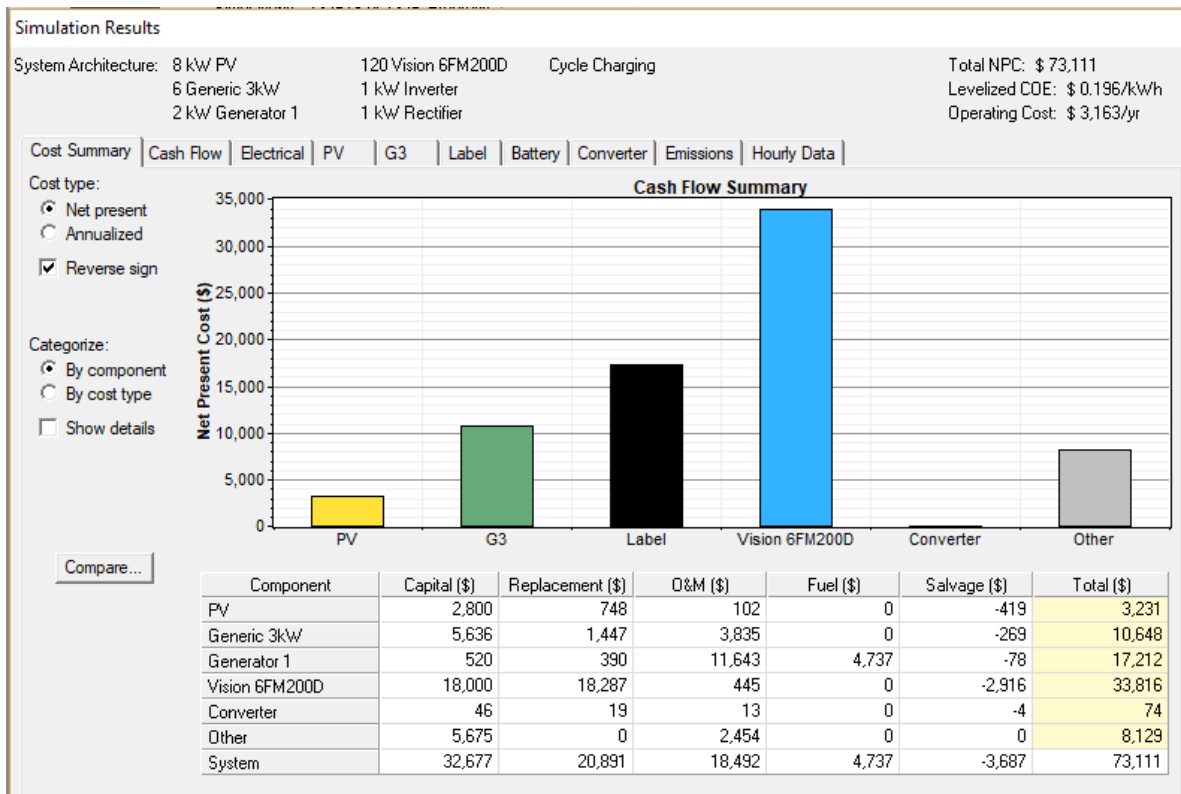 Simulation Results
System Architecture: 8 kW PV 120 Vision 6FM200D Cycle Charging Total NPC: $ 73,111
6 Generic 3kW 1 kW Inverter Levelized COE: $ 0.196/kWh
2 kW Generator 1 1 kW Rectifier Operating Cost: $ 3,163/yr
Cost Summary Cash Flow Electrical PV G3 Label Battery Converter Emissions Hourly Data
Cost type:
Net present
Annualized
Reverse sign
Categorize:
By component
By cost type
Show details
Compare...
Cash Flow Summary
Net Present Cost ($)
35,000
30,000
25,000
20,000
15,000
10,000
5,000
0
PV G3 Label Vision 6FM200D Converter Other
Component Capital ($) Replacement ($) O&M ($) Fuel ($) Salvage ($) Total ($)
PV 2,800 748 102 0 -419 3,231
Generic 3kW 5,636 1,447 3,835 0 -269 10,648
Generator 1 520 390 11,643 4,737 -78 17,212
Vision 6FM200D 18,000 18,287 445 0 -2,916 33,816
Converter 46 19 13 0 -4 74
Other 5,675 0 2,454 0 0 8,129
System 32,677 20,891 18,492 4,737 -3,687 73,111